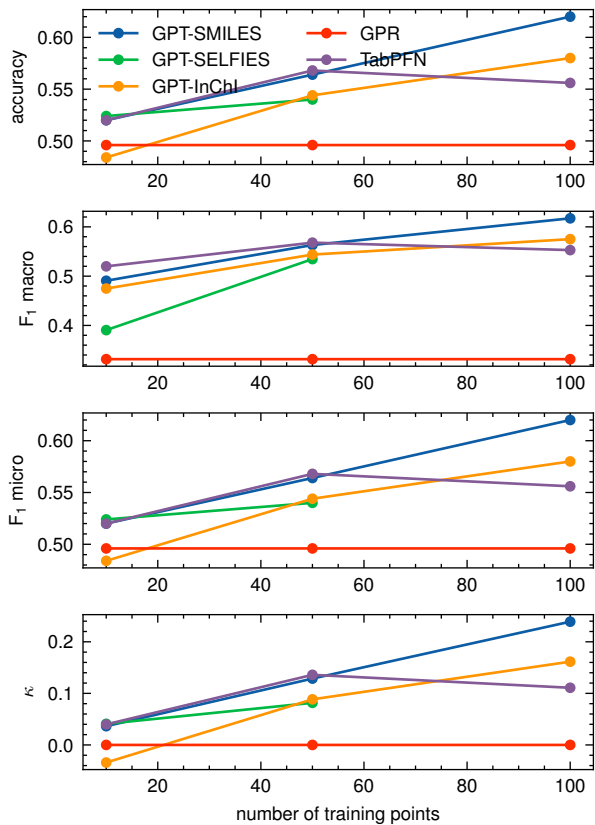 GPT-SMILES GPR
GPT-SELFIES TabPFN
GPT-InChI
accuracy
0.60
0.55
0.50
20 40 60 80 100
F1 macro
0.6
0.5
0.4
20 40 60 80 100
F1 micro
0.60
0.55
0.50
20 40 60 80 100
κ
0.2
0.1
0.0
20 40 60 80 100
number of training points